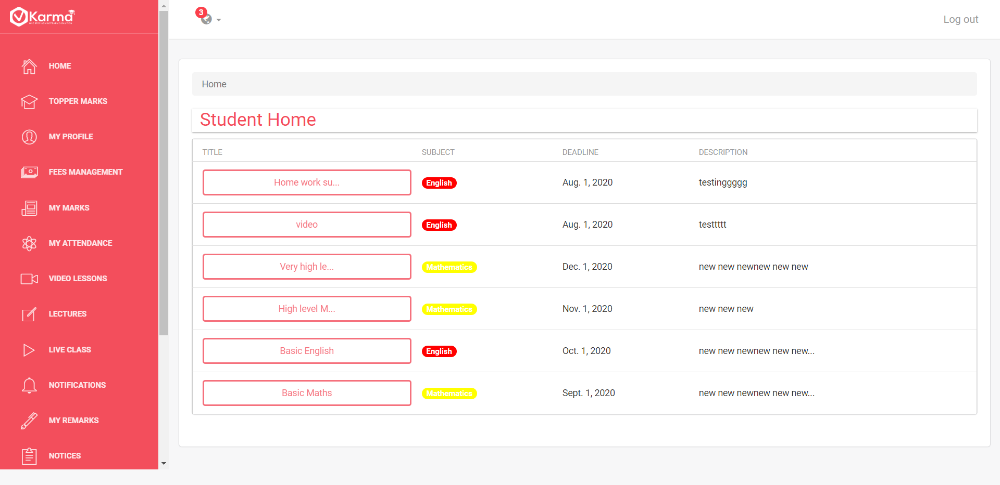 Karma
ONE STOP ADMINISTRATIVE SOLUTION
3
Log out
HOME
TOPPER MARKS
MY PROFILE
FEES MANAGEMENT
MY MARKS
MY ATTENDANCE
VIDEO LESSONS
LECTURES
LIVE CLASS
NOTIFICATIONS
MY REMARKS
NOTICES
Home
Student Home
TITLE SUBJECT DEADLINE DESCRIPTION
Home work su... English Aug. 1, 2020 testinggggg
video English Aug. 1, 2020 testtttt
Very high le... Mathematics Dec. 1, 2020 new new newnew new new
High level M... Mathematics Nov. 1, 2020 new new new
Basic English English Oct. 1, 2020 new new newnew new new...
Basic Maths Mathematics Sept. 1, 2020 new new newnew new new...